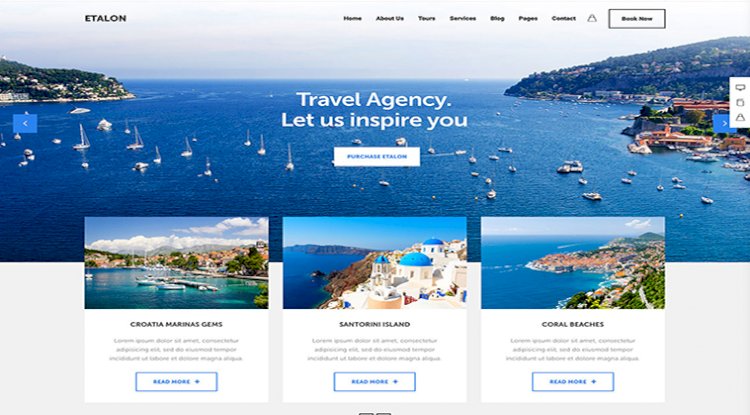 ETALON
Home About Us Tours Services Blog Pages Contact Book Now
Travel Agency.
Let us inspire you
PURCHASE ETALON
CROATIA MARINAS GEMS
Lorem ipsum dolor sit amet, consectetur
adipisicing elit, sed do eiusmod tempor
incididunt ut labore et dolore magna aliqua.
READ MORE +
SANTORINI ISLAND
Lorem ipsum dolor sit amet, consectetur
adipisicing elit, sed do eiusmod tempor
incididunt ut labore et dolore magna aliqua.
READ MORE +
CORAL BEACHES
Lorem ipsum dolor sit amet, consectetur
adipisicing elit, sed do eiusmod tempor
incididunt ut labore et dolore magna aliqua.
READ MORE +